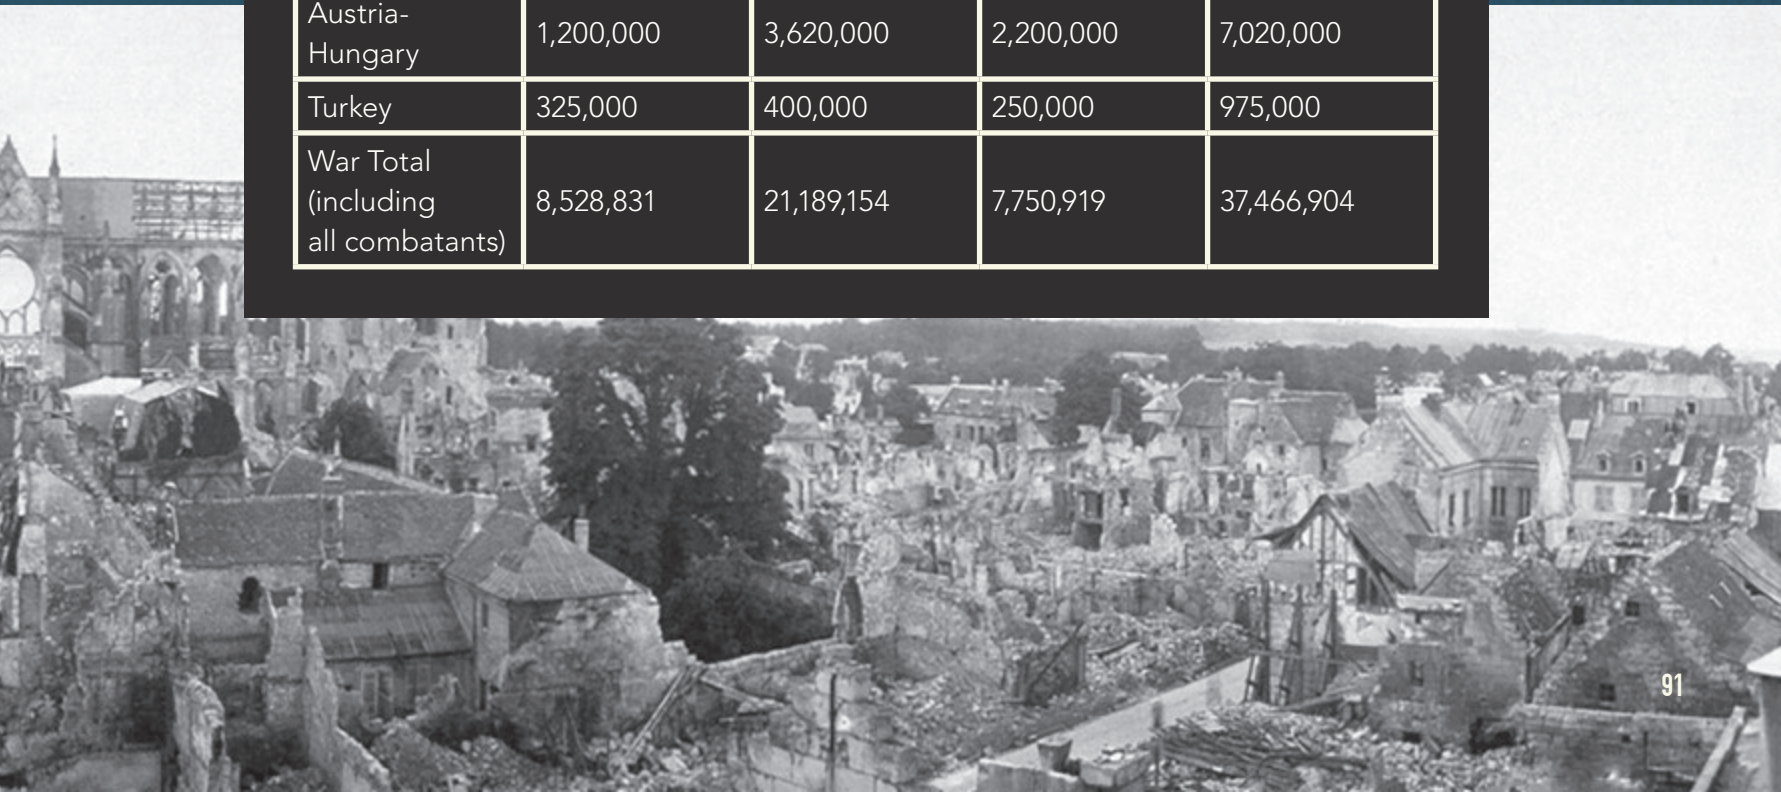 Austria-
Hungary
1,200,000
3,620,000
2,200,000
7,020,000
Turkey
325,000
400,000
250,000
975,000
War Total
(including
all combatants)
8,528,831
21,189,154
7,750,919
37,466,904
91